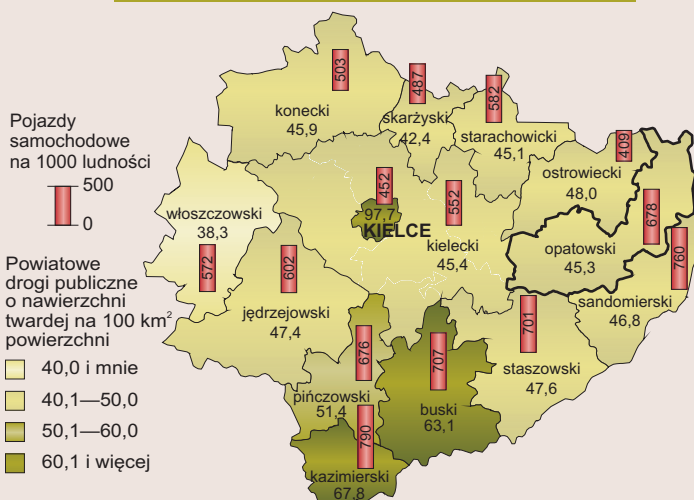 Pojazdy
samochodowe
na 1000 ludności
500
0
Powiatowe
drogi publiczne
o nawierzchni
twardej na 100 km²
powierzchni
40,0 i mnie
40,1—50,0
50,1—60,0
60,1 i więcej
503
konecki
45,9
487
skarżyski
42,4
582
starachowicki
45,1
409
ostrowiecki
48,0
włoszczowski
38,3
572
452
97,7
KIELCE
552
kielecki
45,4
678
opatowski
45,3
760
sandomierski
46,8
602
jędrzejowski
47,4
701
staszowski
47,6
676
pińczowski
51,4
707
buski
63,1
790
kazimierski
67,8